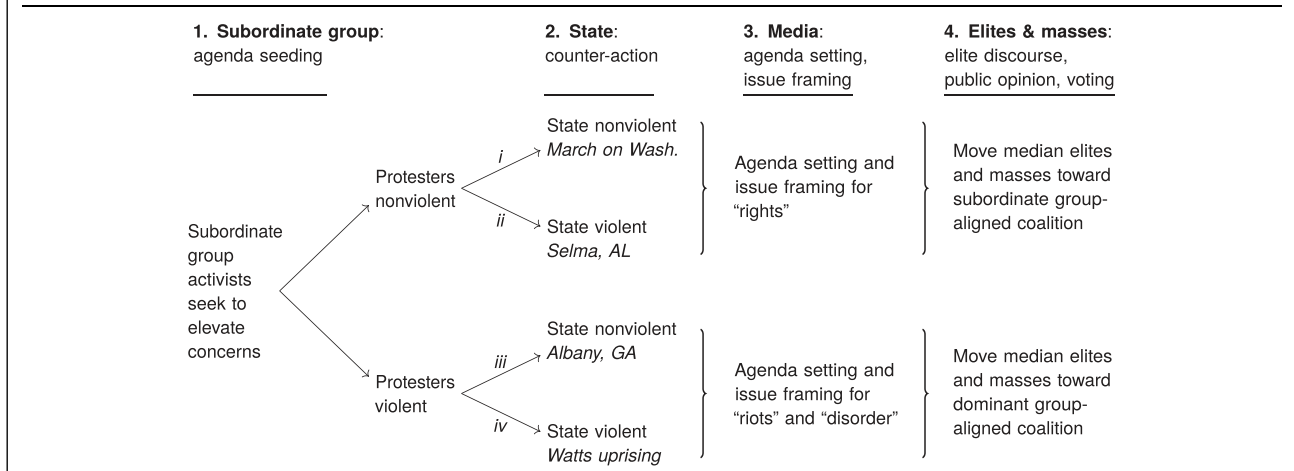 1. Subordinate group:
agenda seeding
2. State:
counter-action
3. Media:
agenda setting,
issue framing
4. Elites & masses:
elite discourse,
public opinion, voting
Subordinate
group
activists
seek to
elevate
concerns
Protesters
nonviolent
i
ii
State nonviolent
March on Wash.
State violent
Selma, AL
Agenda setting and
issue framing for
“rights”
Move median elites
and masses toward
subordinate group-
aligned coalition
Protesters
violent
iii
iv
State nonviolent
Albany, GA
State violent
Watts uprising
Agenda setting and
issue framing for
“riots” and “disorder”
Move median elites
and masses toward
dominant group-
aligned coalition